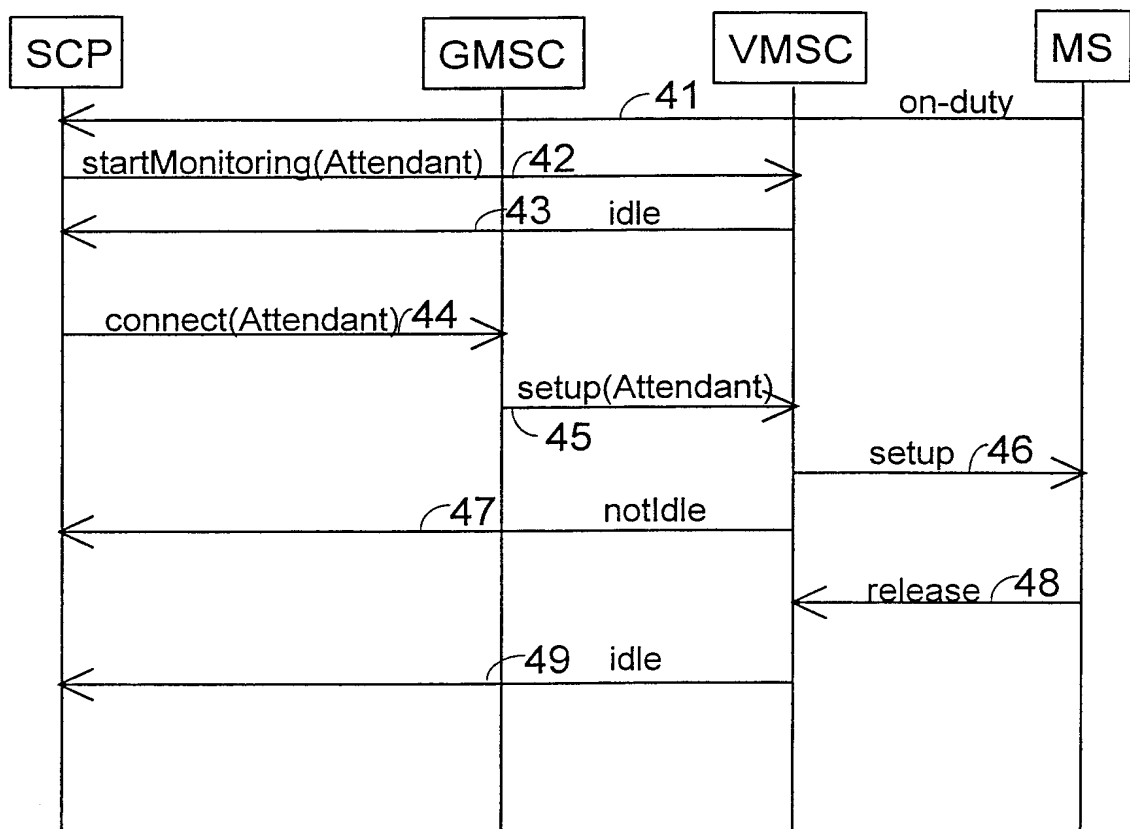 SCP GMSC VMSC MS
41 on-duty
startMonitoring(Attendant) 42
43 idle
connect(Attendant) 44
setup(Attendant)
45
setup 46
47 notIdle
release 48
49 idle